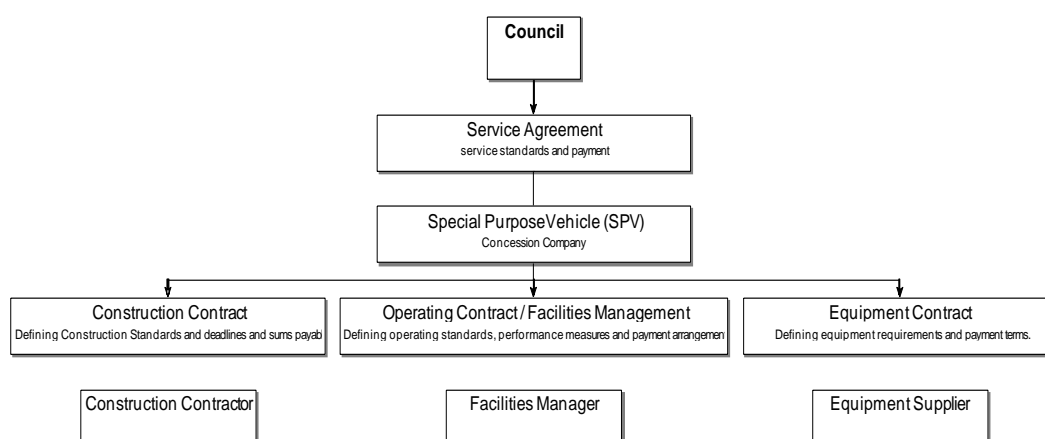 Council
Service Agreement
service standards and payment
Special PurposeVehicle (SPV)
Concession Company
Construction Contract
Defining Construction Standards and deadlines and sums payabl
Operating Contract / Facilities Management
Defining operating standards, performance measures and payment arrangemen
Equipment Contract
Defining equipment requirements and payment terms.
Construction Contractor
Facilities Manager
Equipment Supplier